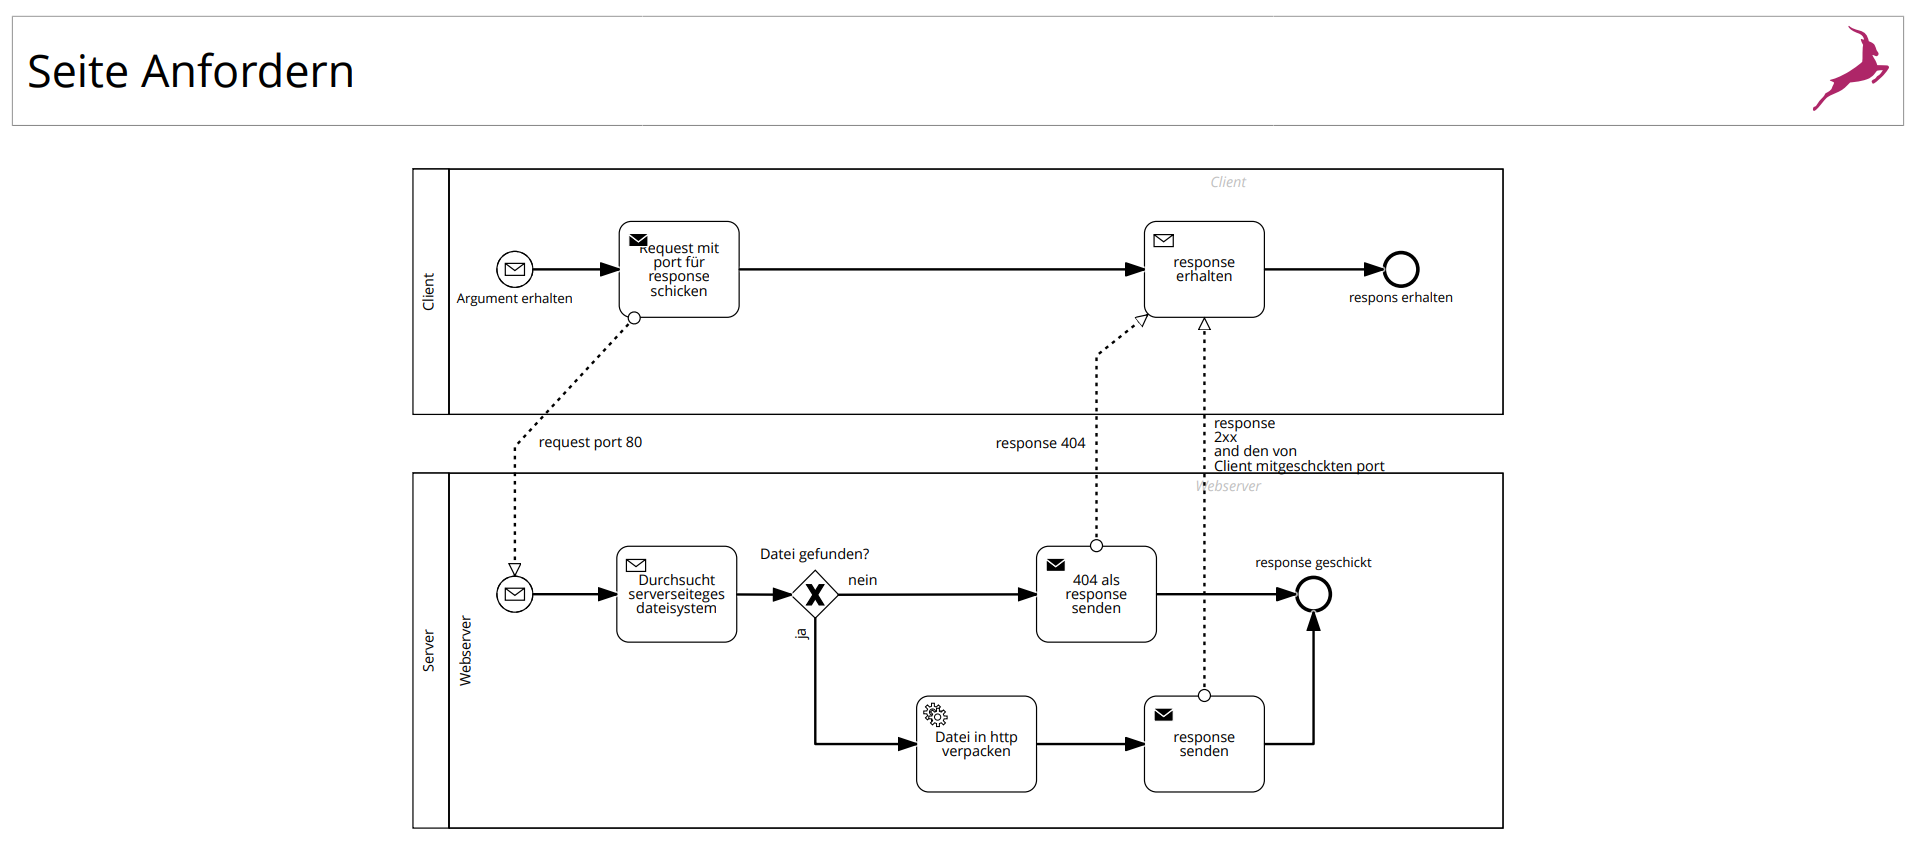 Seite Anfordern
Client
Client
Request mit
port für
response
schicken
response
erhalten
Argument erhalten
respons erhalten
request port 80
response 404
response
2xx
and den von
Client mitgeschckten port
Server
Webserver
Webserver
Datei gefunden?
nein
ja
Durchsucht
serverseiteges
dateisystem
404 als
response
senden
response geschickt
Datei in http
verpacken
response
senden